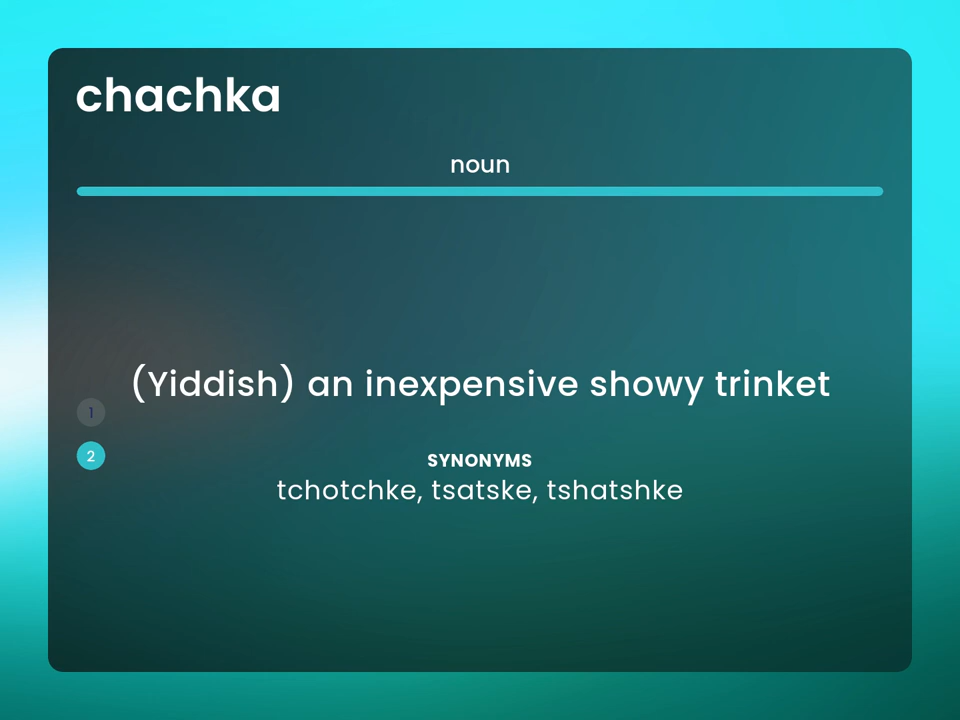 chachka
noun
(Yiddish) an inexpensive showy trinket
1
2
SYNONYMS
tchotchke, tsatske, tshatshke